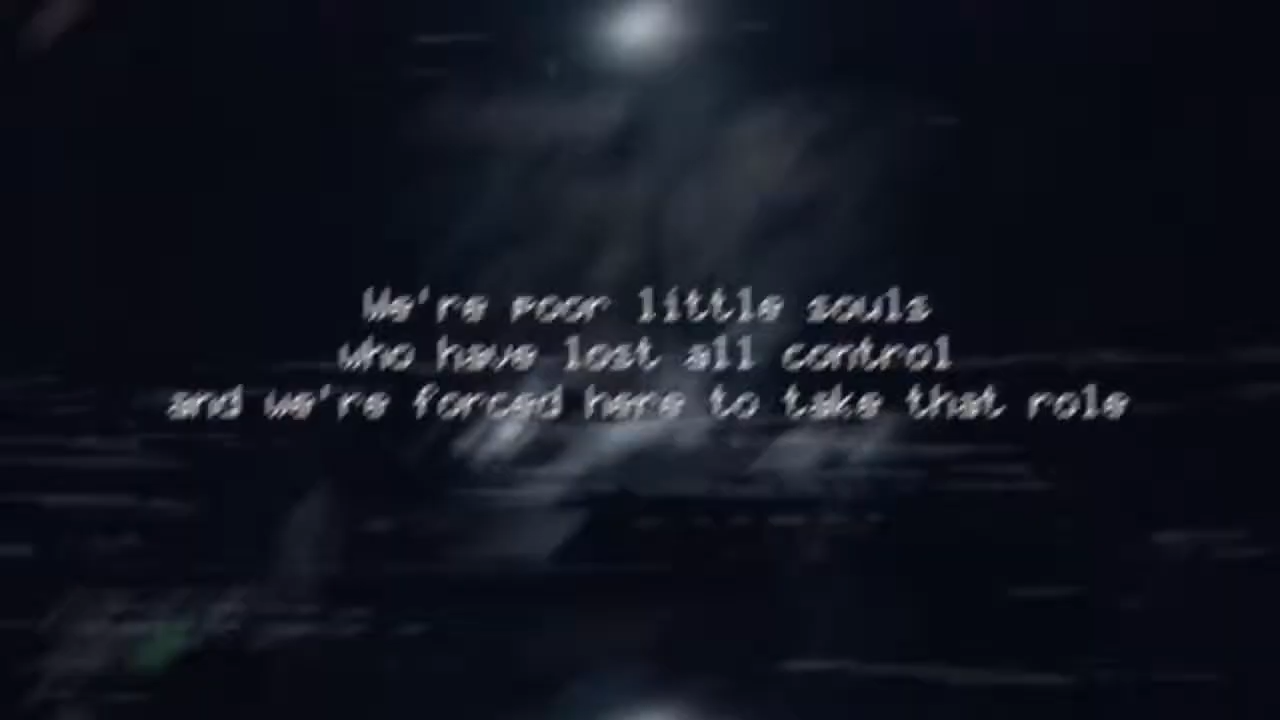 We're poor little souls
who have lost all control
and we're forced here to take that role